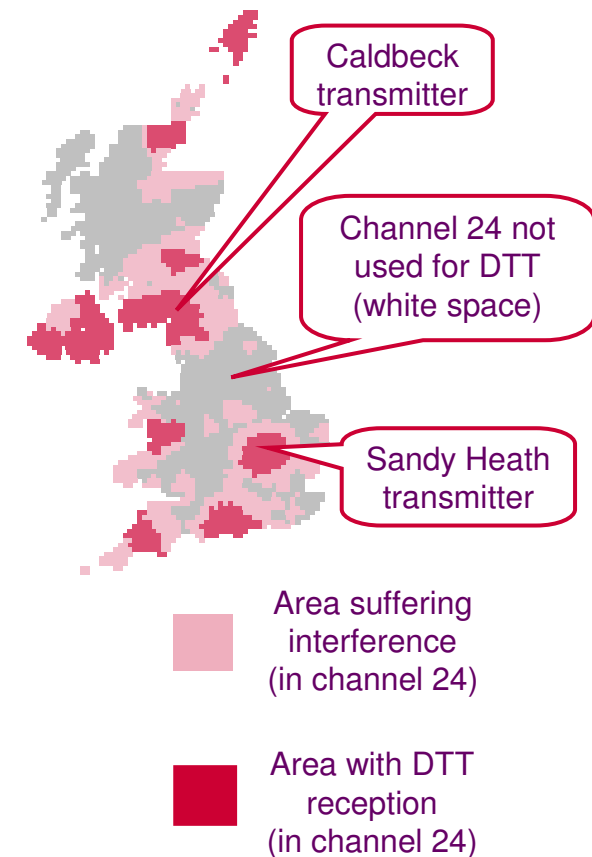 Caldbeck
transmitter
Channel 24 not
used for DTT
(white space)
Sandy Heath
transmitter
Area suffering
interference
(in channel 24)
Area with DTT
reception
(in channel 24)